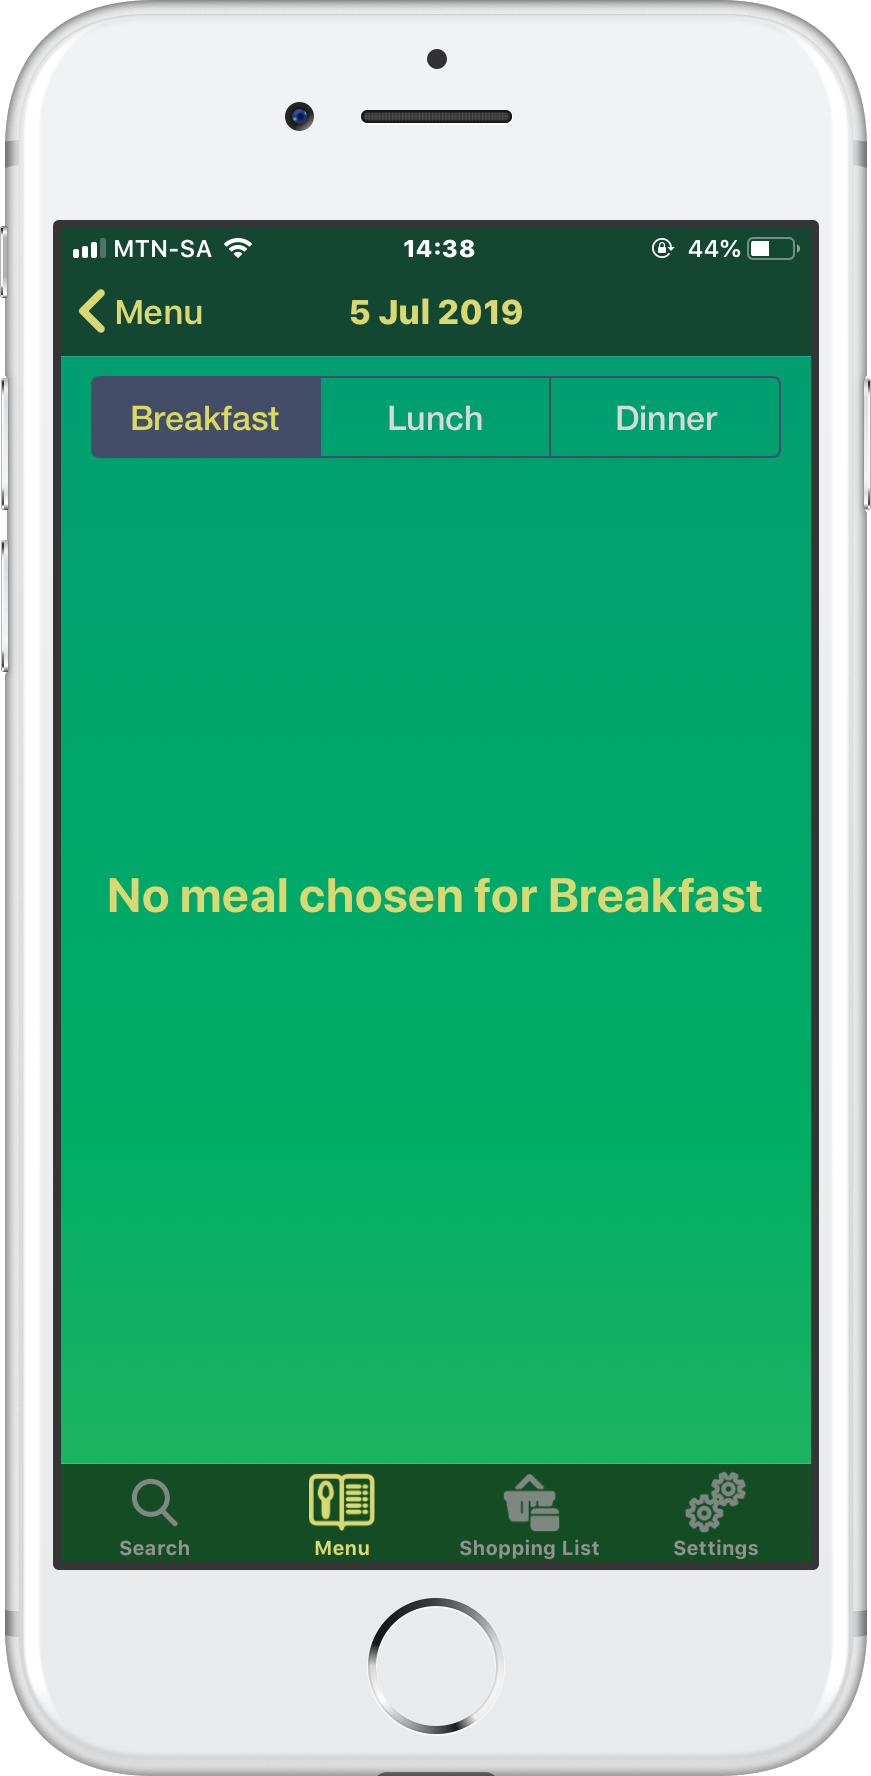 MTN-SA 14:38 44%
Menu 5 Jul 2019
Breakfast Lunch Dinner
No meal chosen for Breakfast
Search Menu Shopping List Settings